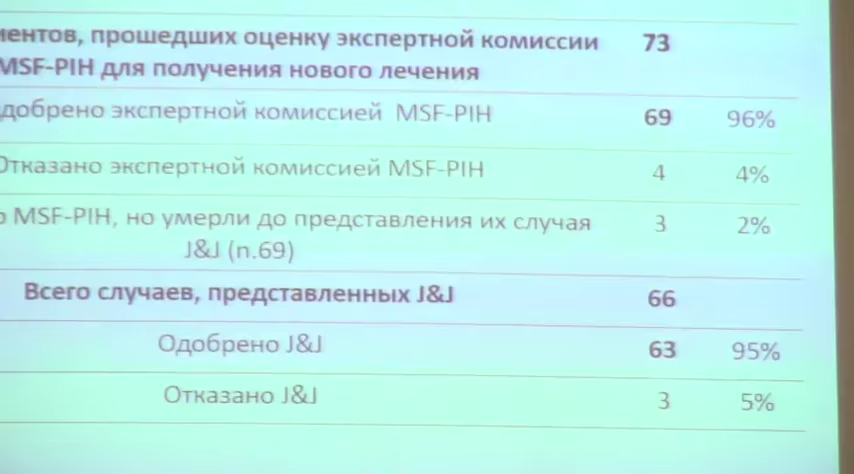 прошедших оценку экспертной комиссии 73
MSF-PIH для получения нового лечения
экспертной комиссией MSF-PIH 69 96%
Отказано экспертной комиссией MSF-PIH 4 4%
MSF-PIH, но умерли до представления их случая 3 2%
J&J (n.69)
Всего случаев, представленных J&J 66
Одобрено J&J 63 95%
Отказано J&J 3 5%